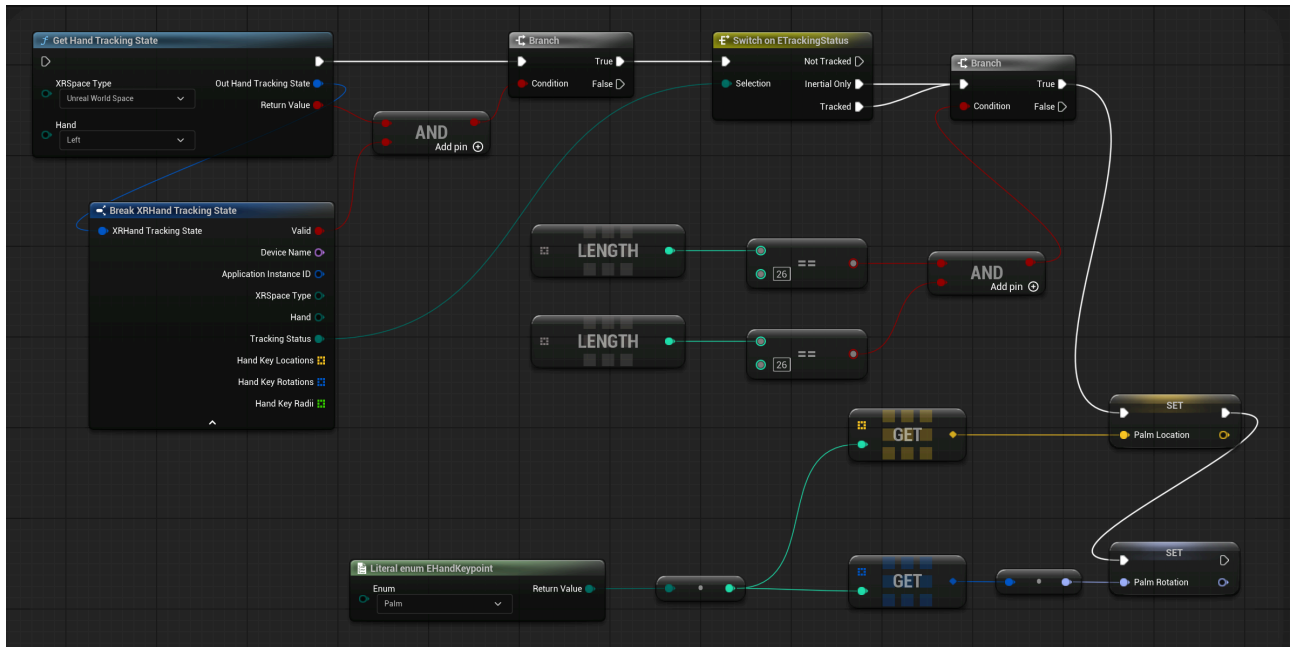 Get Hand Tracking State
XRSpace Type
Unreal World Space
Hand
Left
Out Hand Tracking State
Return Value
AND
Add pin
Branch
Condition
True
False
Switch on ETrackingStatus
Selection
Not Tracked
Inertial Only
Tracked
Branch
Condition
True
False
Break XRHand Tracking State
XRHand Tracking State
Valid
Device Name
Application Instance ID
XRSpace Type
Hand
Tracking Status
Hand Key Locations
Hand Key Rotations
Hand Key Radii
LENGTH
==
26
LENGTH
==
26
AND
Add pin
GET
SET
Palm Location
Literal enum EHandKeypoint
Enum
Palm
Return Value
GET
SET
Palm Rotation